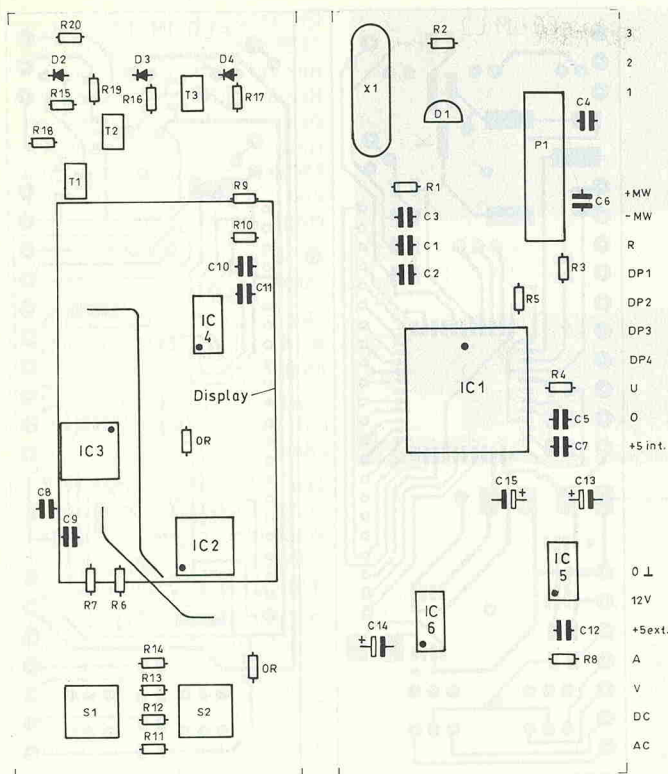 R20
D2
D3
D4
R15
R19
R16
T3
R17
R18
T2
T1
R9
R10
C10
C11
IC
4
Display
IC3
0R
C8
C9
IC2
R7
R6
R14
R13
R12
R11
0R
S1
S2
R2
3
2
1
X1
D1
P1
C4
R1
C3
C1
C2
C6
+MW
-MW
R
R3
DP1
R5
DP2
DP3
DP4
IC1
R4
U
C5
O
C7
+5 int.
C15
+
C13
+
IC
5
0 ⊥
12V
IC
6
C14
+
C12
+5ext.
R8
A
V
DC
AC